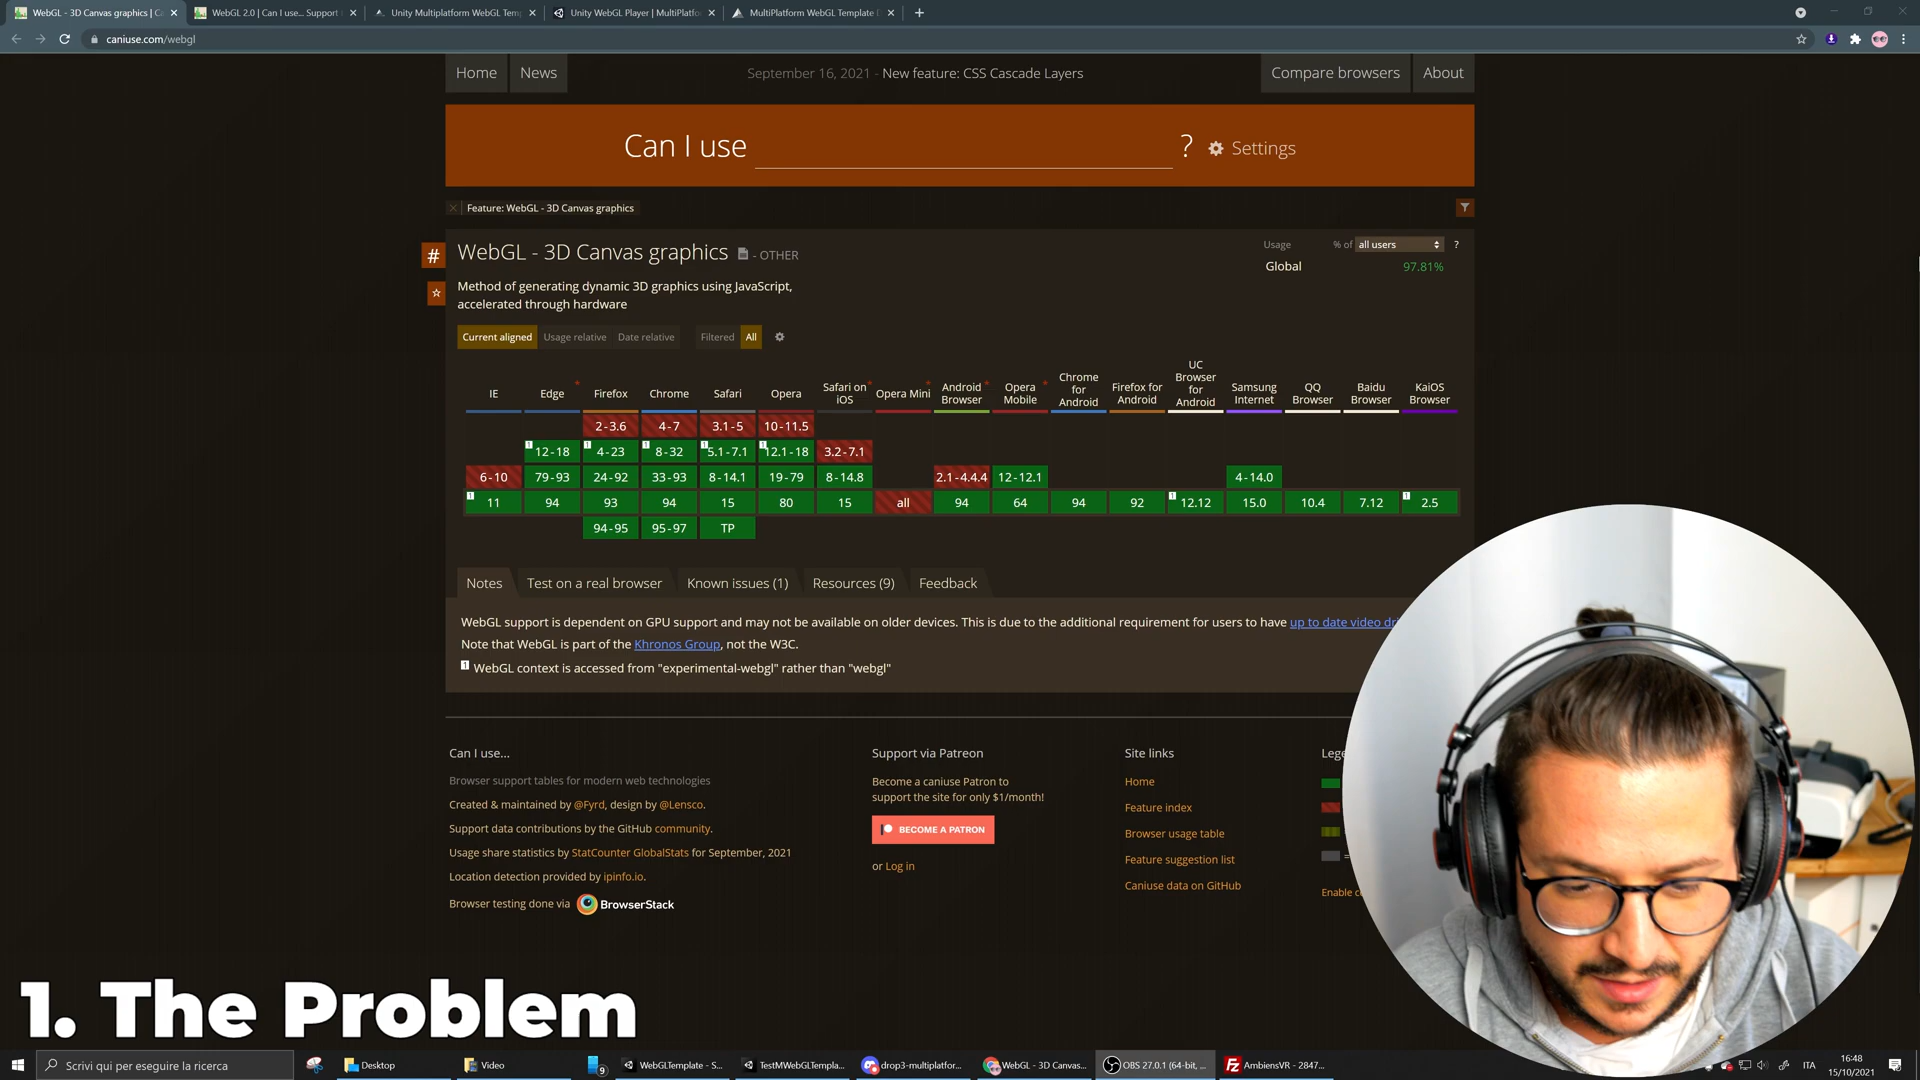 WebGL - 3D Canvas graphics | C
WebGL 2.0 | Can I use... Support
Unity Multiplatform WebGL Temp
Unity WebGL Player | MultiPlatfo
MultiPlatform WebGL Template
caniuse.com/webgl
Home
News
September 16, 2021 - New feature: CSS Cascade Layers
Compare browsers
About
Can I use
?
Settings
Feature: WebGL - 3D Canvas graphics
#
WebGL - 3D Canvas graphics - OTHER
Usage
% of all users ?
Global
97.81%
Method of generating dynamic 3D graphics using JavaScript,
accelerated through hardware
Current aligned
Usage relative
Date relative
Filtered
All
IE
Edge
Firefox
Chrome
Safari
Opera
Safari on iOS
Opera Mini
Android Browser
Opera Mobile
Chrome for Android
Firefox for Android
UC Browser for Android
Samsung Internet
QQ Browser
Baidu Browser
KaiOS Browser
2-3.6 4-7 3.1-5 10-11.5
1 12-18 1 4-23 1 8-32 1 5.1-7.1 1 12.1-18 3.2-7.1
6-10 79-93 24-92 33-93 8-14.1 19-79 8-14.8 2.1-4.4.4 12-12.1 4-14.0
1 11 94 93 94 15 80 15 all 94 64 94 92 1 12.12 15.0 10.4 7.12 1 2.5
94-95 95-97 TP
Notes
Test on a real browser
Known issues (1)
Resources (9)
Feedback
WebGL support is dependent on GPU support and may not be available on older devices. This is due to the additional requirement for users to have up to date video dri
Note that WebGL is part of the Khronos Group, not the W3C.
1 WebGL context is accessed from "experimental-webgl" rather than "webgl"
Can I use...
Browser support tables for modern web technologies
Created & maintained by @Fyrd, design by @Lensco.
Support data contributions by the GitHub community.
Usage share statistics by StatCounter GlobalStats for September, 2021
Location detection provided by ipinfo.io.
Browser testing done via BrowserStack
Support via Patreon
Become a caniuse Patron to
support the site for only $1/month!
BECOME A PATRON
or Log in
Site links
Home
Feature index
Browser usage table
Feature suggestion list
Caniuse data on GitHub
Lege
=
Enable c
1. The Problem
Scrivi qui per eseguire la ricerca
Desktop
Video
9
WebGLTemplate - S...
TestMWebGLTempla...
drop3-multiplatfor...
WebGL - 3D Canvas...
OBS 27.0.1 (64-bit, ...
AmbiensVR - 2847...
ITA
16:48
15/10/2021